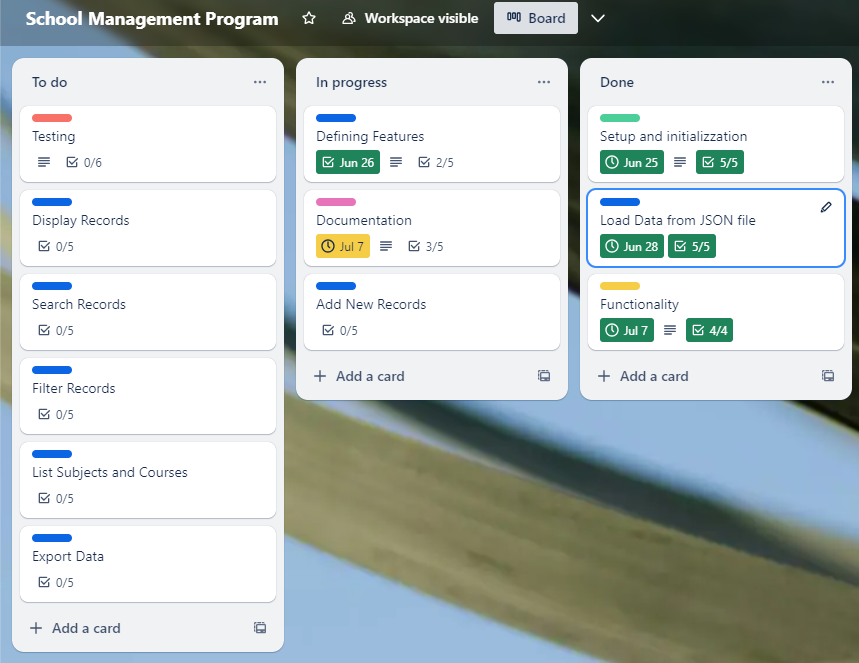 School Management Program
Workspace visible
Board
To do
Testing
0/6
Display Records
0/5
Search Records
0/5
Filter Records
0/5
List Subjects and Courses
0/5
Export Data
0/5
Add a card
In progress
Defining Features
Jun 26
2/5
Documentation
Jul 7
3/5
Add New Records
0/5
Add a card
Done
Setup and initializzation
Jun 25
5/5
Load Data from JSON file
Jun 28
5/5
Functionality
Jul 7
4/4
Add a card